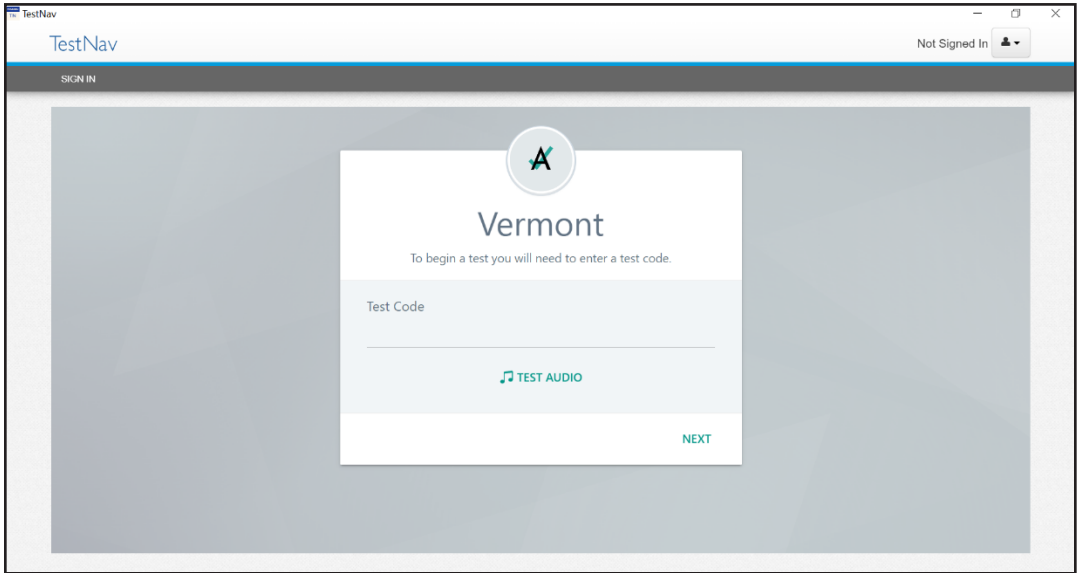 TestNav
TestNav
Not Signed In
SIGN IN
Vermont
To begin a test you will need to enter a test code.
Test Code
TEST AUDIO
NEXT